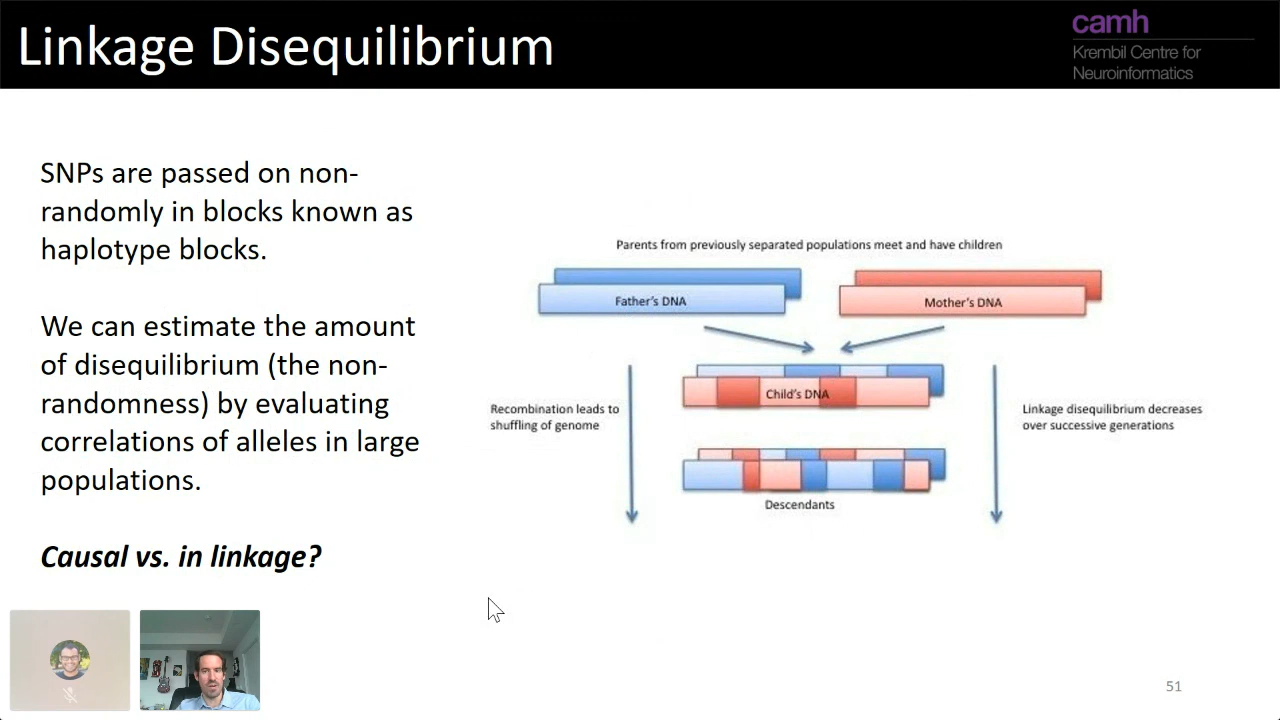 Linkage Disequilibrium
camh
Krembil Centre for
Neuroinformatics
SNPs are passed on non-
randomly in blocks known as
haplotype blocks.
We can estimate the amount
of disequilibrium (the non-
randomness) by evaluating
correlations of alleles in large
populations.
Causal vs. in linkage?
Parents from previously separated populations meet and have children
Father's DNA
Mother's DNA
Child's DNA
Recombination leads to
shuffling of genome
Linkage disequilibrium decreases
over successive generations
Descendants
51